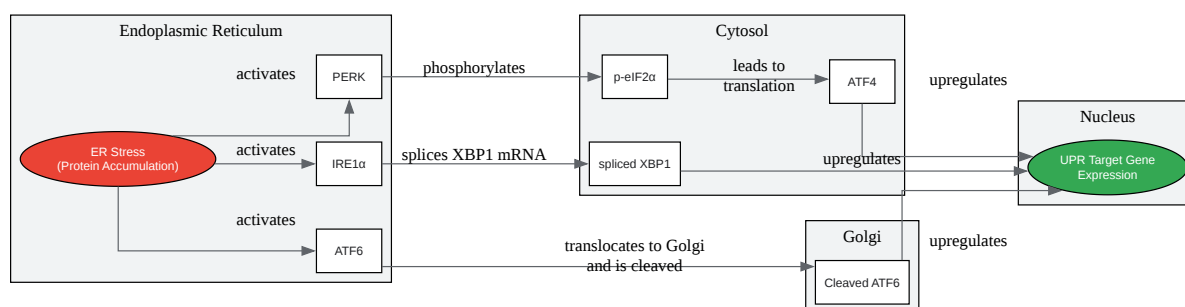 Endoplasmic Reticulum
activates
PERK
ER Stress
(Protein Accumulation)
activates
IRE1α
activates
ATF6
phosphorylates
splices XBP1 mRNA
translocates to Golgi
and is cleaved
Cytosol
p-eIF2α
leads to
translation
ATF4
spliced XBP1
upregulates
upregulates
Golgi
Cleaved ATF6
upregulates
Nucleus
UPR Target Gene
Expression